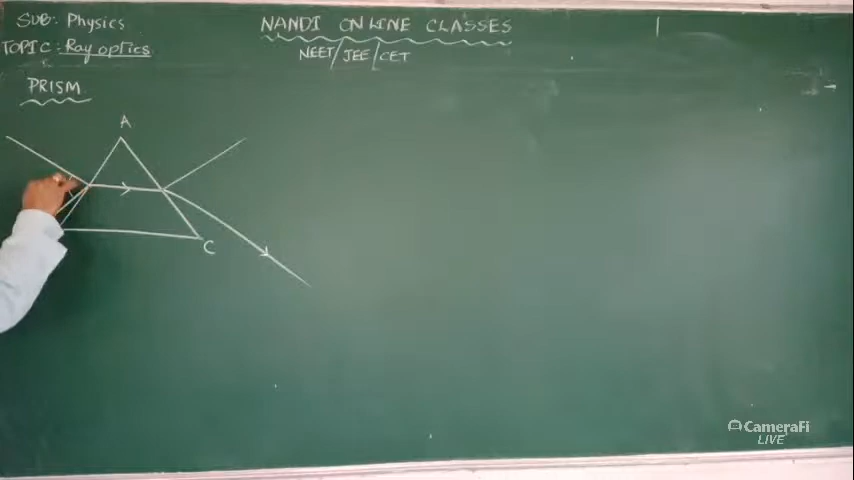 SUB:- Physics
TOPIC: Ray optics
NANDI ONLINE CLASSES
NEET/JEE/CET
PRISM
A
C
CameraFi
LIVE